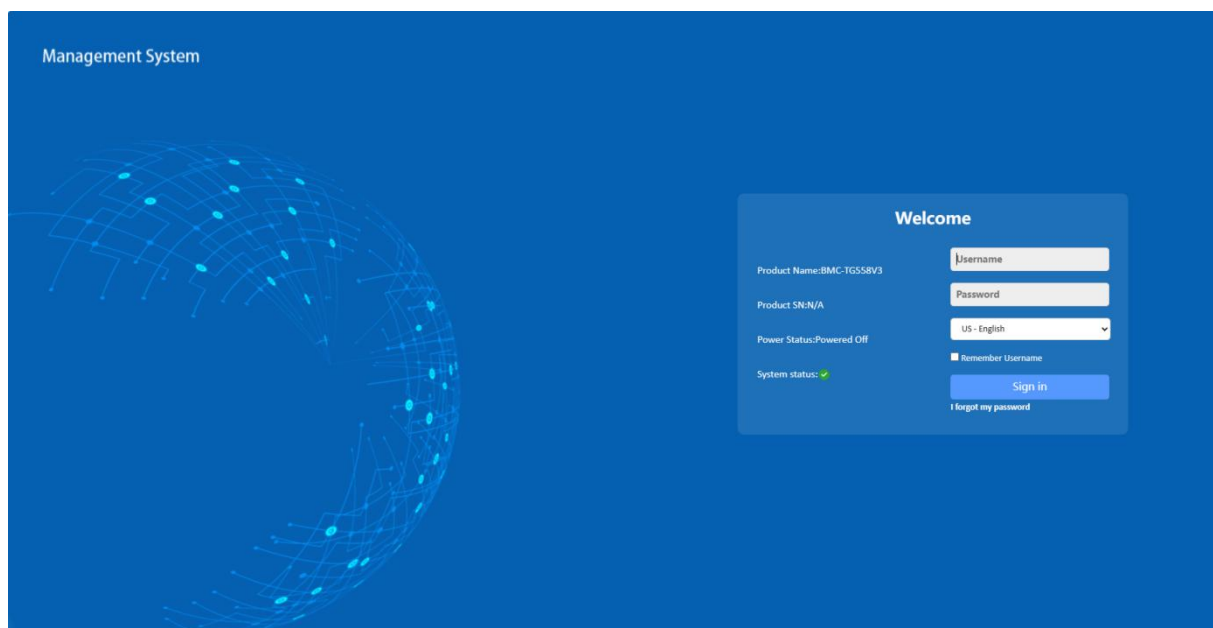 Management System
Welcome
Username
Product Name:BMC-TG558V3
Password
Product SN:N/A
US - English
Power Status:Powered Off
Remember Username
System status:
Sign in
I forgot my password